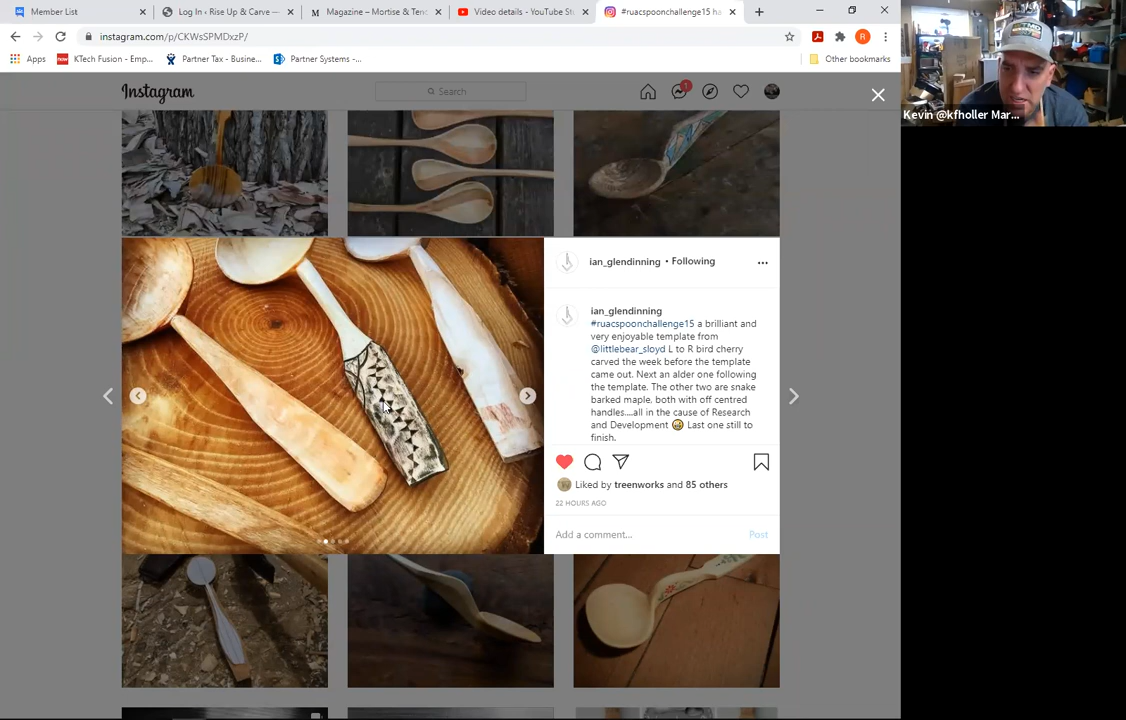 Member List
Log In ‹ Rise Up & Carve —
Magazine – Mortise & Tenc
Video details - YouTube St
#ruacspoonchallenge15 ha
instagram.com/p/CKWsSPMDxzP/
Apps
KTech Fusion - Emp...
Partner Tax - Busine...
Partner Systems -...
Other bookmarks
Kevin @kfholler Mar...
Instagram
Search
1
ian_glendinning • Following
ian_glendinning
#ruacspoonchallenge15 a brilliant and
very enjoyable template from
@littlebear_sloyd L to R bird cherry
carved the week before the template
came out. Next an alder one following
the template. The other two are snake
barked maple, both with off centred
handles....all in the cause of Research
and Development 😂 Last one still to
finish.
Liked by treenworks and 85 others
22 HOURS AGO
Add a comment...
Post